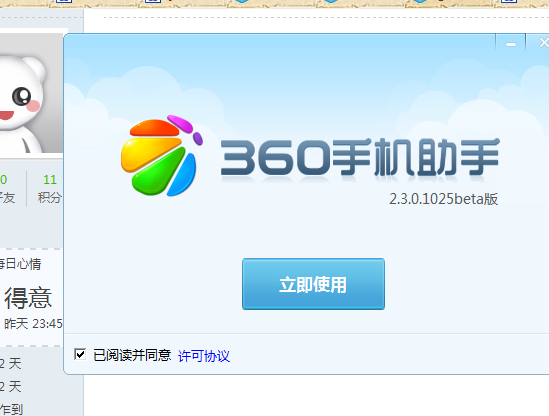 360手机助手
2.3.0.1025beta版
立即使用
已阅读并同意 许可协议
0
11
好友
积分
每日心情
得意
昨天 23:45
2 天
2 天
作到